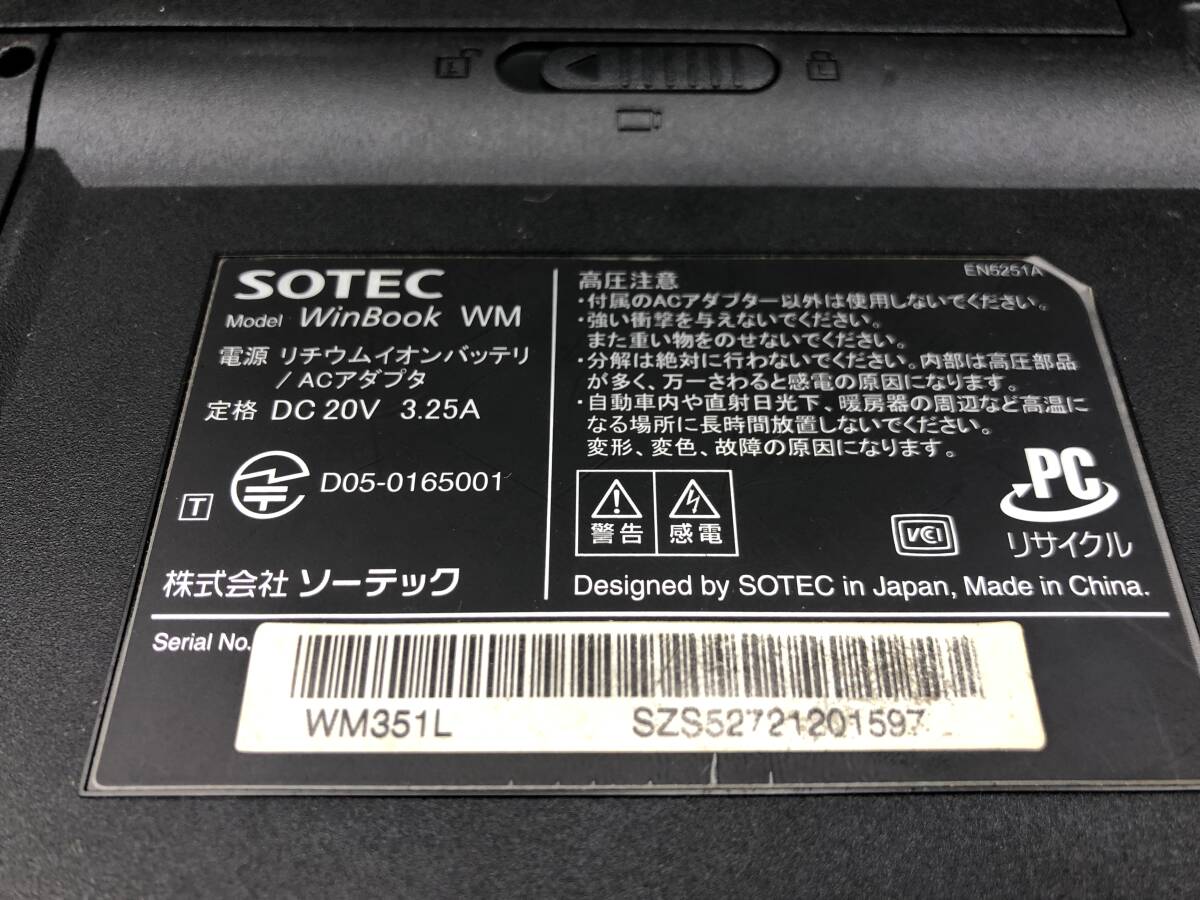 SOTEC
Model WinBook WM
電源 リチウムイオンバッテリ
/ ACアダプタ
定格 DC 20V 3.25A
T
D05-0165001
株式会社 ソーテック
EN5251A
高圧注意
・付属のACアダプター以外は使用しないでください。
・強い衝撃を与えないでください。
また重い物をのせないでください。
・分解は絶対に行わないでください。内部は高圧部品
が多く、万一さわると感電の原因になります。
・自動車内や直射日光下、暖房器の周辺など高温に
なる場所に長時間放置しないでください。
変形、変色、故障の原因になります。
警告
感電
VCCI
PC
リサイクル
Designed by SOTEC in Japan, Made in China.
Serial No.
WM351L